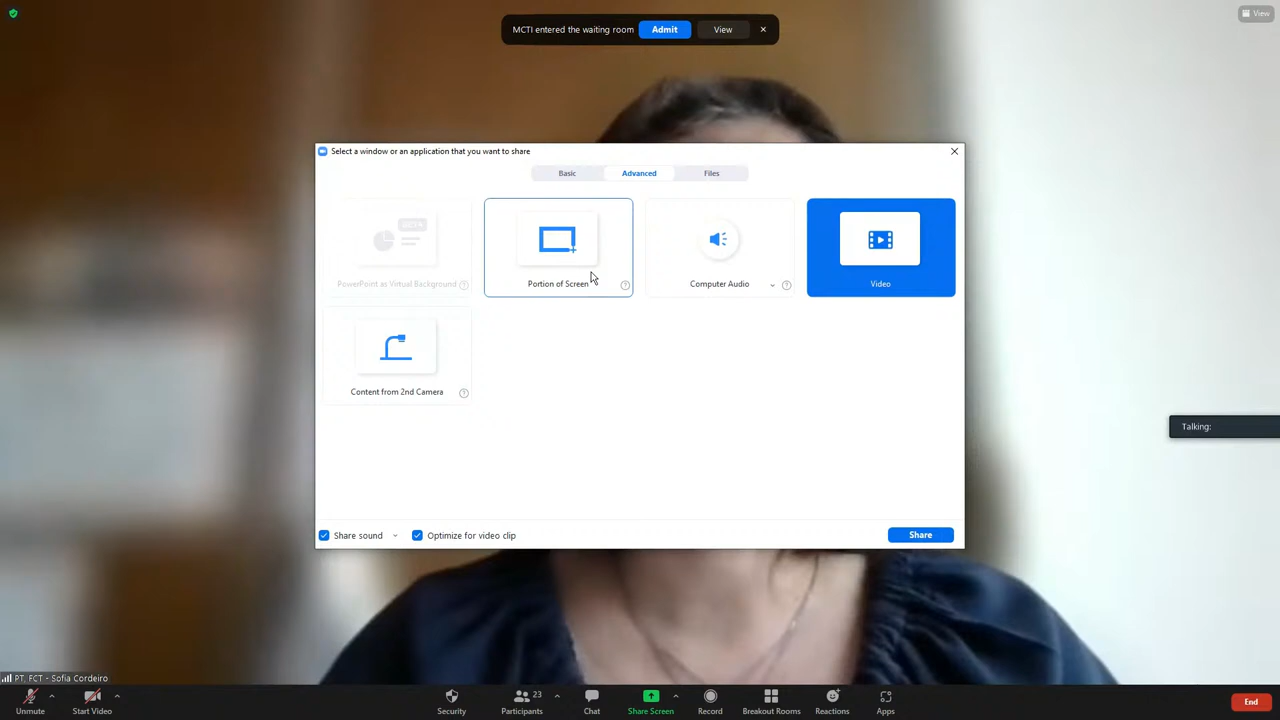 MCTI entered the waiting room Admit View
View
Select a window or an application that you want to share
Basic Advanced Files
BETA
PowerPoint as Virtual Background
Portion of Screen
Computer Audio
Video
Content from 2nd Camera
Talking:
Share sound
Optimize for video clip
Share
PT, FCT - Sofia Cordeiro
Unmute
Start Video
Security
23
Participants
Chat
Share Screen
Record
Breakout Rooms
Reactions
Apps
End